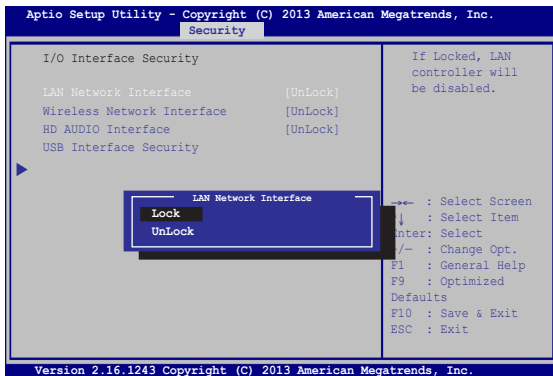 Aptio Setup Utility - Copyright (C) 2013 American Megatrends, Inc.
Security
I/O Interface Security
LAN Network Interface [UnLock]
Wireless Network Interface [UnLock]
HD AUDIO Interface [UnLock]
USB Interface Security
If Locked, LAN
controller will
be disabled.
LAN Network Interface
Lock
UnLock
→← : Select Screen
↓ : Select Item
nter: Select
/— : Change Opt.
F1 : General Help
F9 : Optimized
Defaults
F10 : Save & Exit
ESC : Exit
Version 2.16.1243 Copyright (C) 2013 American Megatrends, Inc.